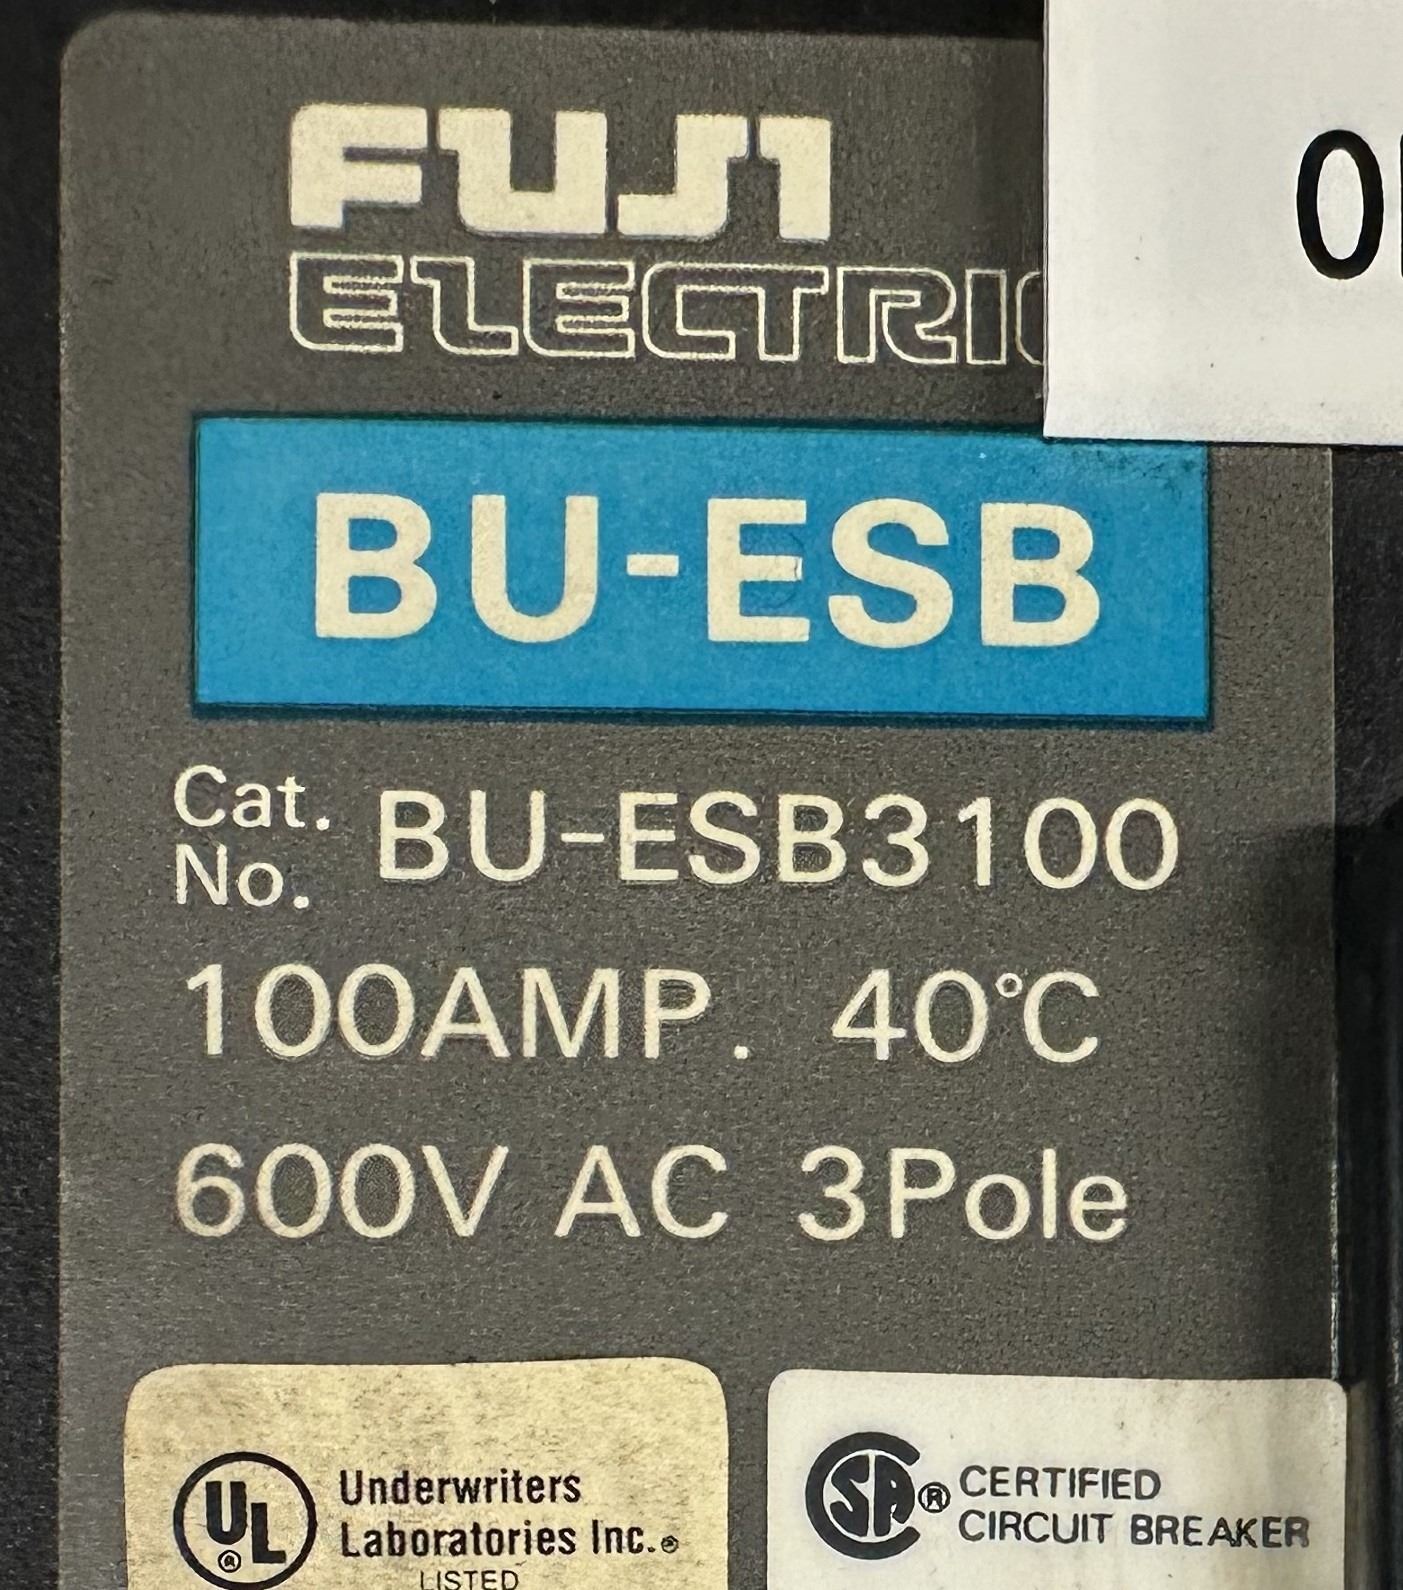 FUJI
ELECTRIC
BU-ESB
Cat. No. BU-ESB3100
100AMP. 40°C
600V AC 3Pole
UL® Underwriters
Laboratories Inc.®
LISTED
SA® CERTIFIED
CIRCUIT BREAKER